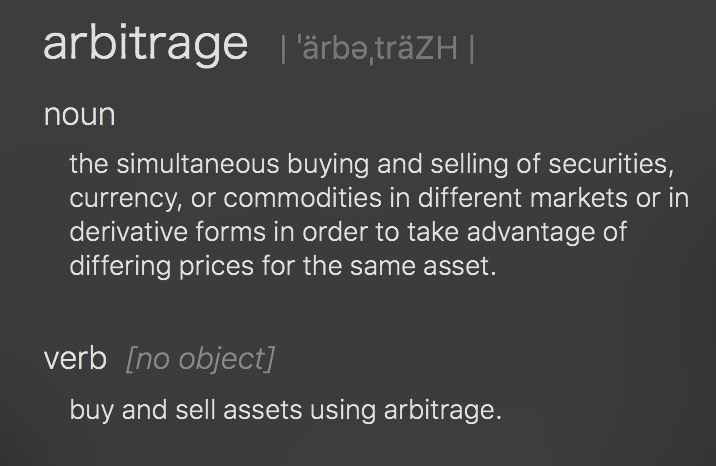 arbitrage | ˈärbəˌträZH |
noun
the simultaneous buying and selling of securities,
currency, or commodities in different markets or in
derivative forms in order to take advantage of
differing prices for the same asset.
verb [no object]
buy and sell assets using arbitrage.